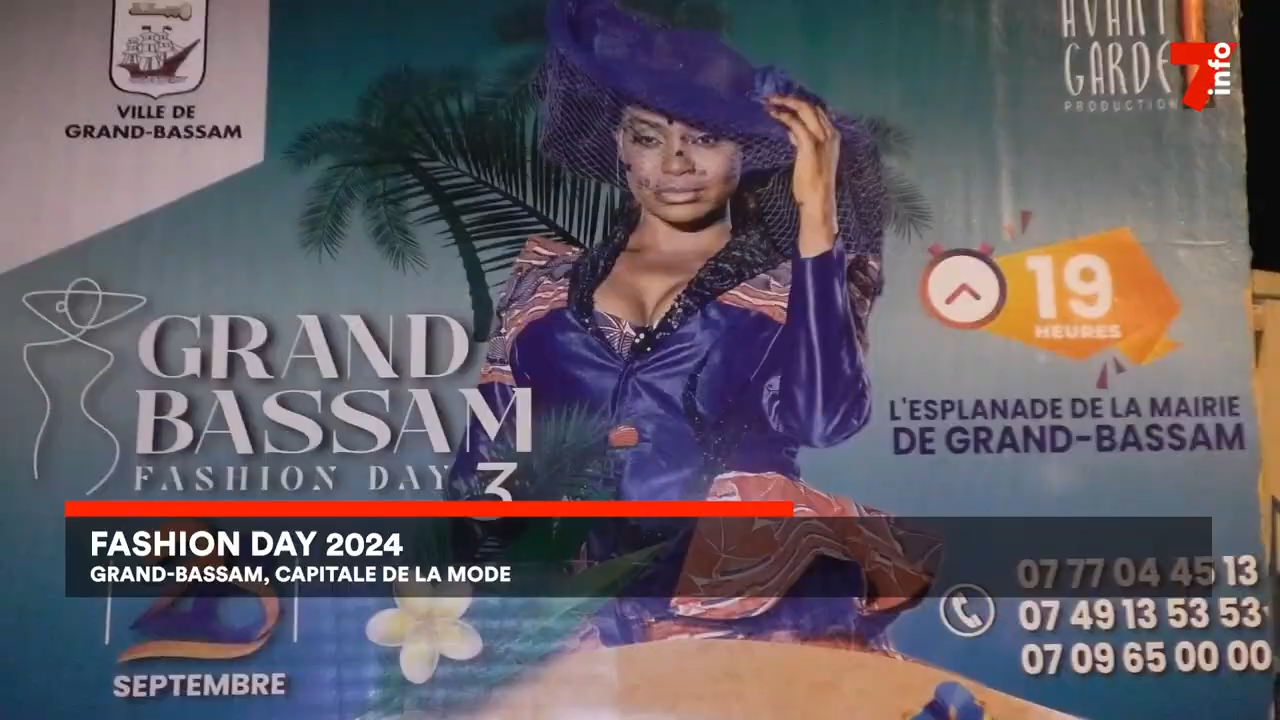 VILLE DE
GRAND-BASSAM
AVANT
GARDE
PRODUCTION
7info
19
HEURES
GRAND
BASSAM
FASHION DAY 3
L'ESPLANADE DE LA MAIRIE
DE GRAND-BASSAM
FASHION DAY 2024
GRAND-BASSAM, CAPITALE DE LA MODE
07 77 04 45 13
07 49 13 53 53
07 09 65 00 00
SEPTEMBRE